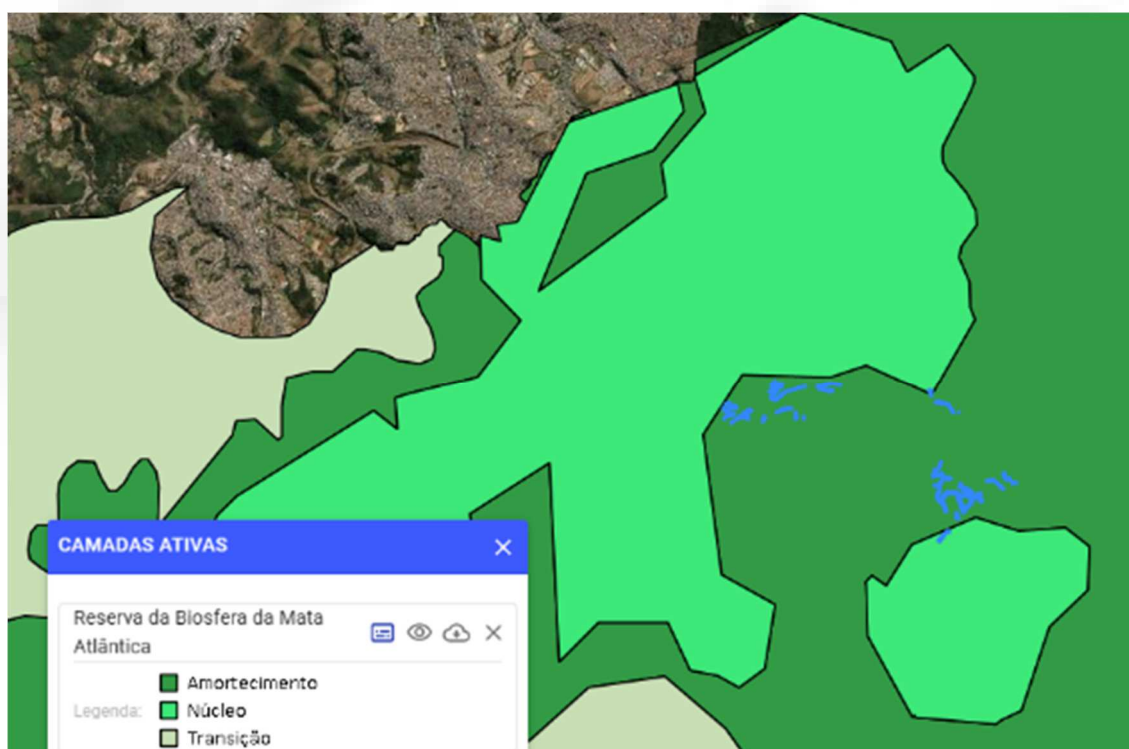 CAMADAS ATIVAS
Reserva da Biosfera da Mata
Atlântica
Legenda:
Amortecimento
Núcleo
Transição